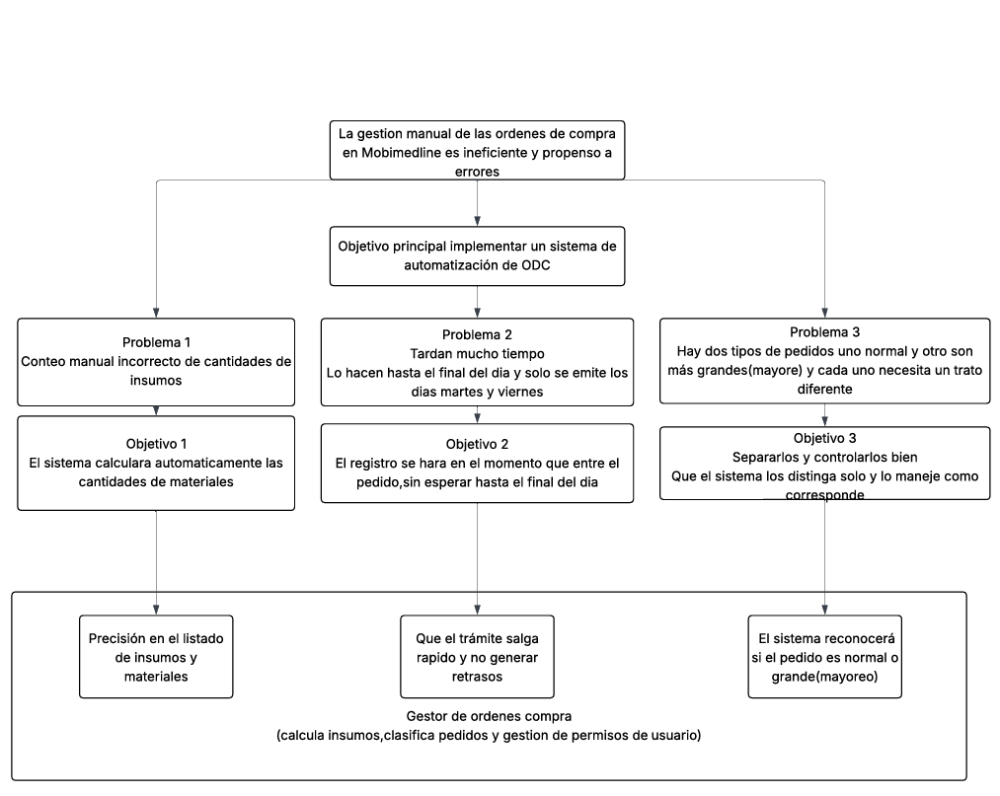 La gestion manual de las ordenes de compra
en Mobimedline es ineficiente y propenso a
errores
Objetivo principal implementar un sistema de
automatización de ODC
Problema 1
Conteo manual incorrecto de cantidades de
insumos
Problema 2
Tardan mucho tiempo
Lo hacen hasta el final del dia y solo se emite los
dias martes y viernes
Problema 3
Hay dos tipos de pedidos uno normal y otro son
más grandes(mayore) y cada uno necesita un trato
diferente
Objetivo 1
El sistema calculara automaticamente las
cantidades de materiales
Objetivo 2
El registro se hara en el momento que entre el
pedido,sin esperar hasta el final del dia
Objetivo 3
Separarlos y controlarlos bien
Que el sistema los distinga solo y lo maneje como
corresponde
Precisión en el listado
de insumos y
materiales
Que el trámite salga
rapido y no generar
retrasos
El sistema reconocerá
si el pedido es normal o
grande(mayoreo)
Gestor de ordenes compra
(calcula insumos,clasifica pedidos y gestion de permisos de usuario)